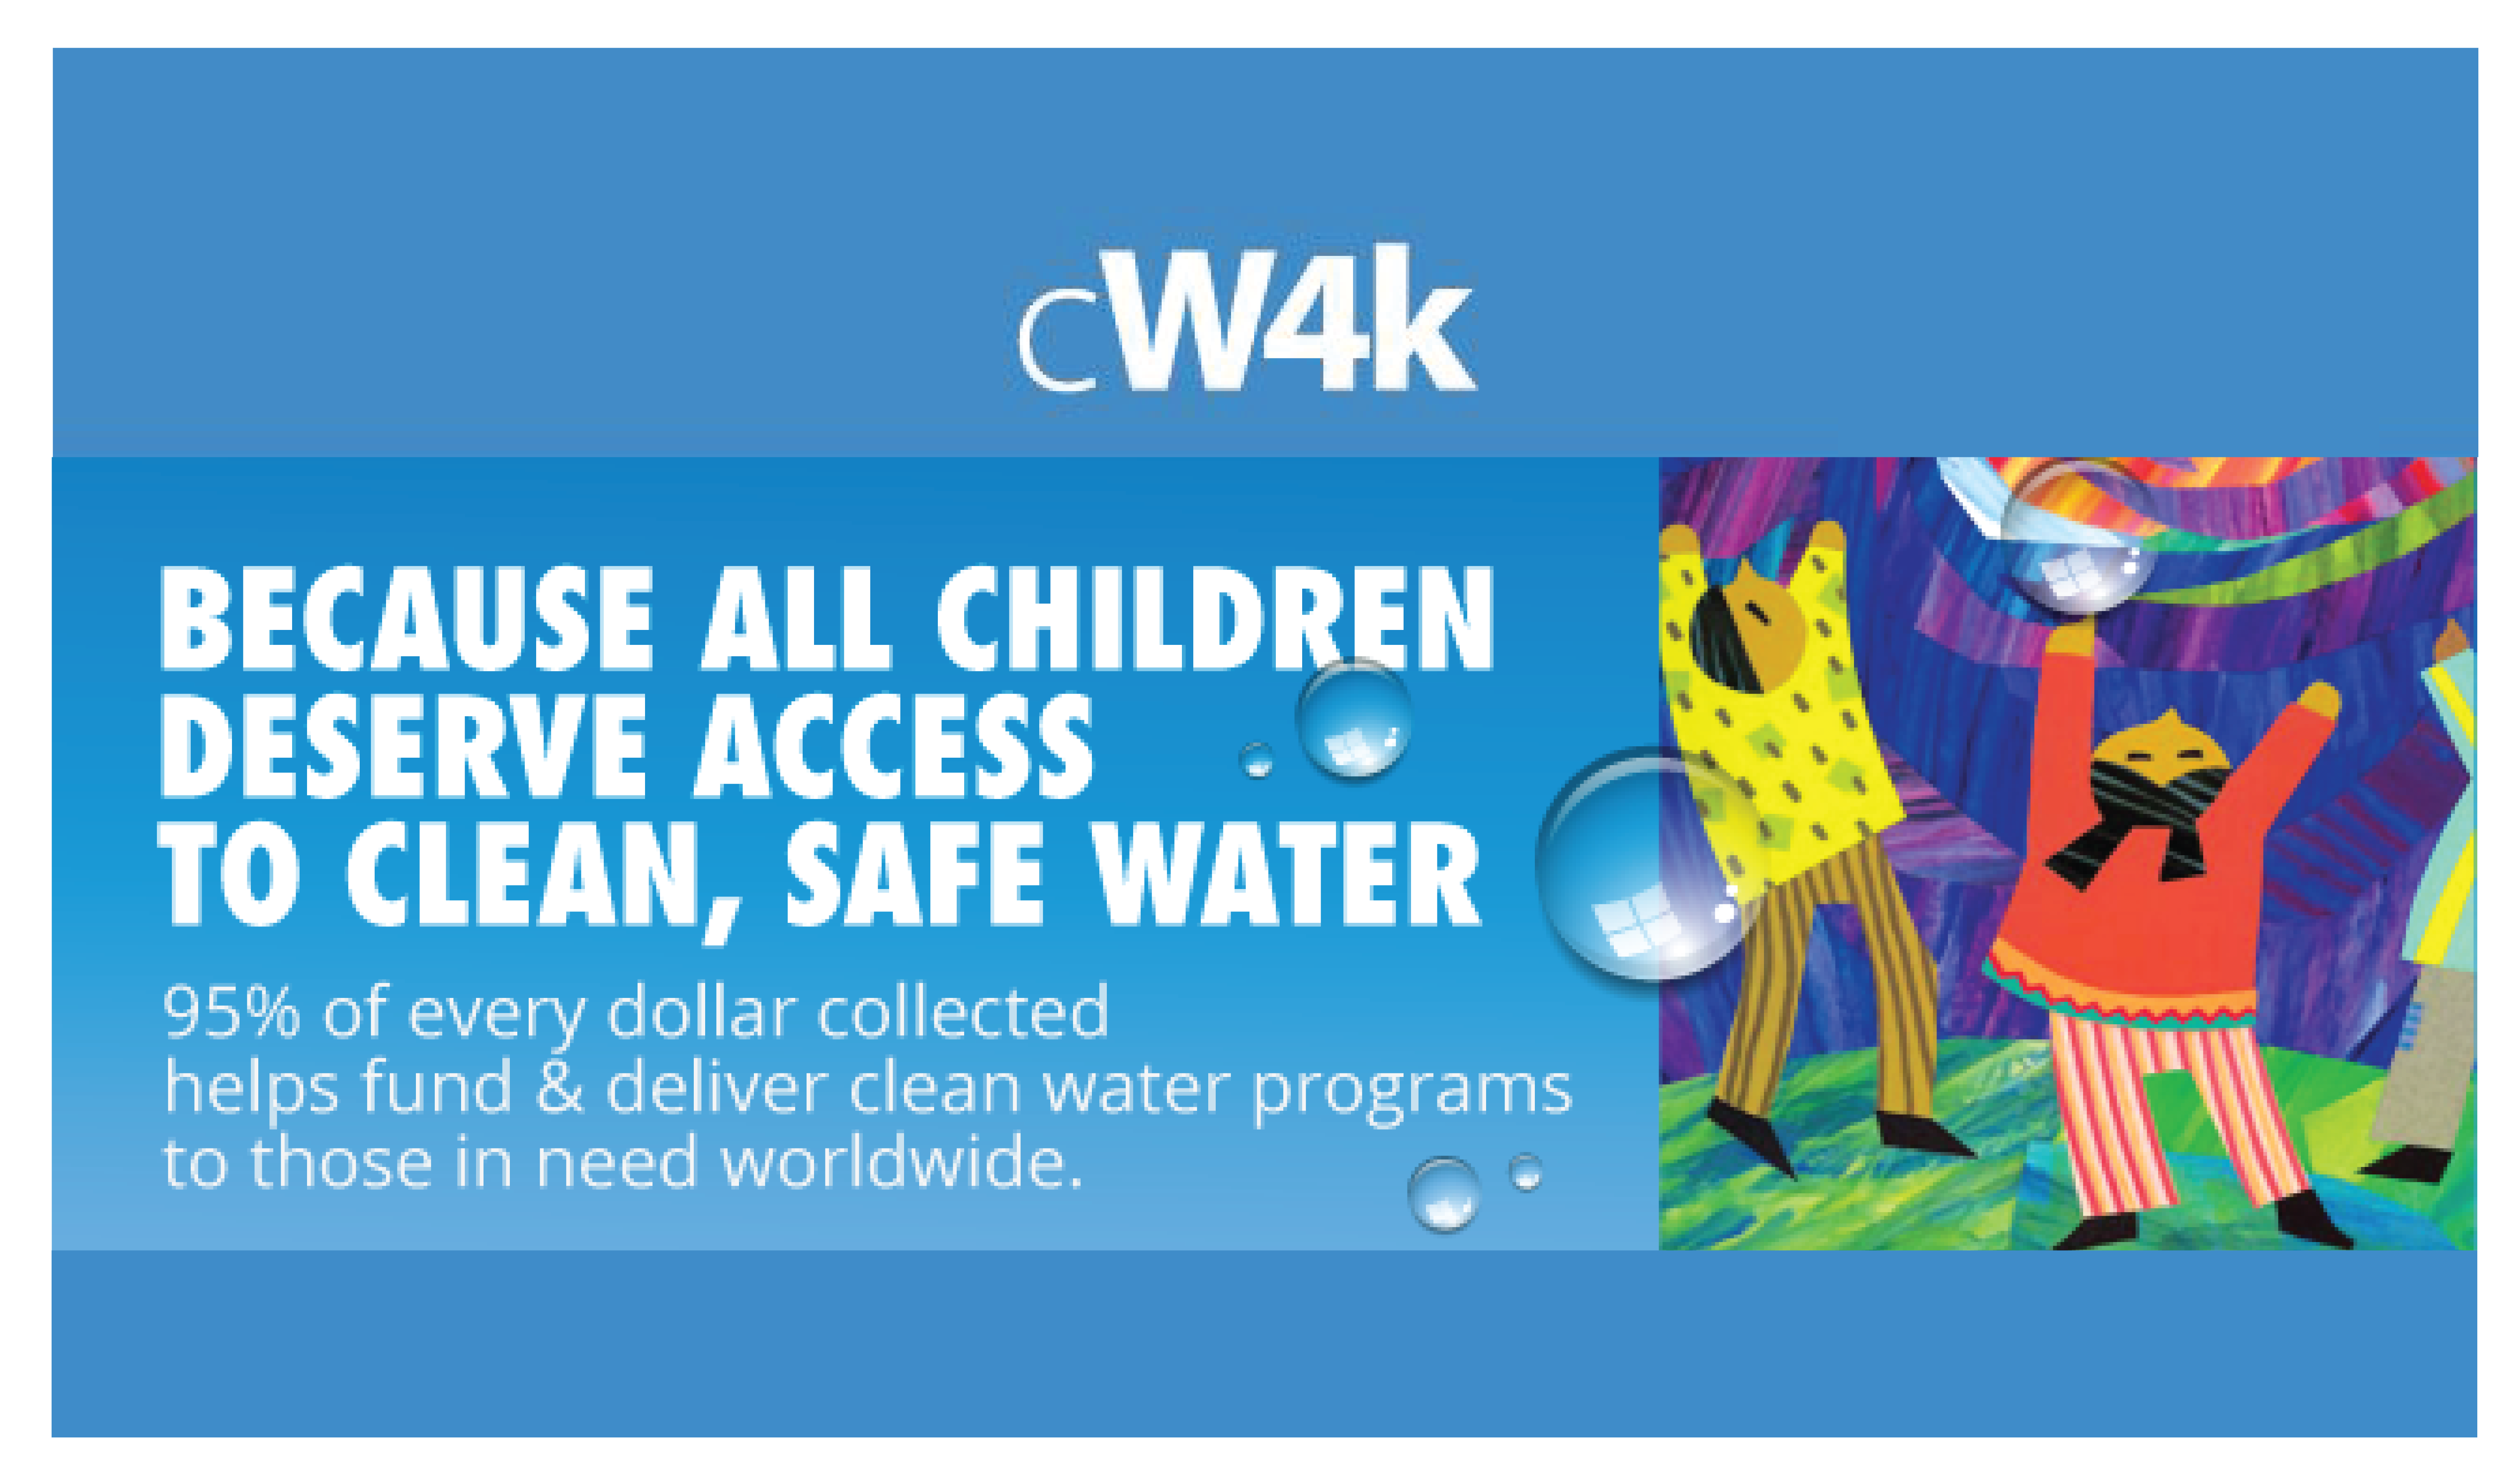 cW4k
BECAUSE ALL CHILDREN
DESERVE ACCESS
TO CLEAN, SAFE WATER
95% of every dollar collected
helps fund & deliver clean water programs
to those in need worldwide.